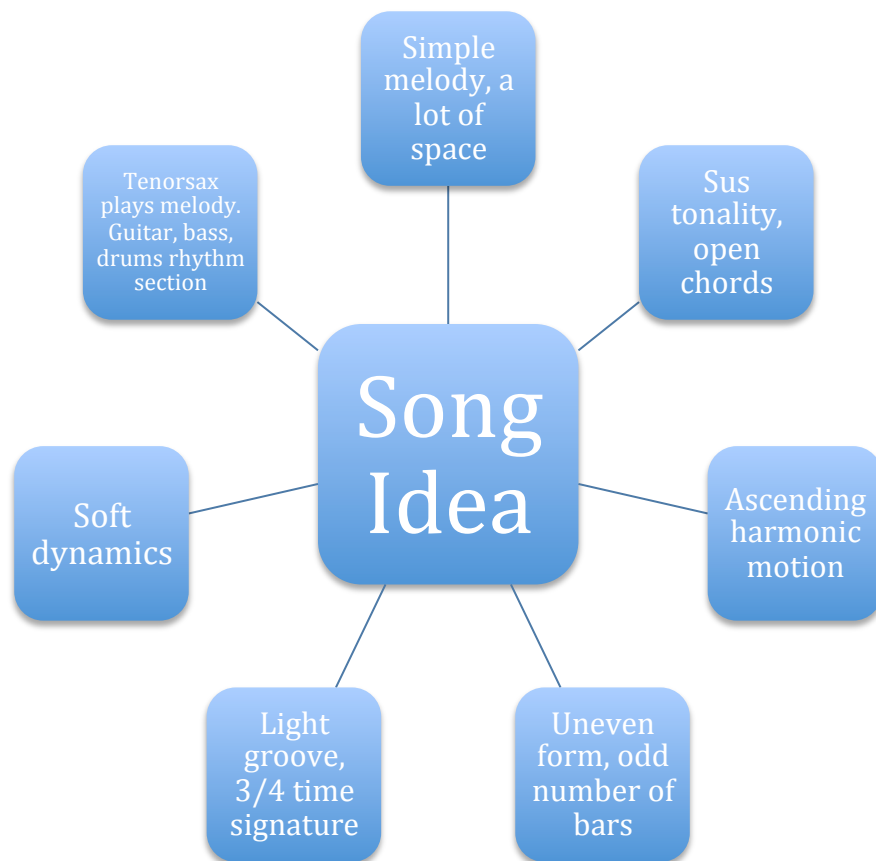 Simple
melody, a
lot of
space
Tenorsax
plays melody.
Guitar, bass,
drums rhythm
section
Sus
tonality,
open
chords
Song
Idea
Soft
dynamics
Ascending
harmonic
motion
Light
groove,
3/4 time
signature
Uneven
form, odd
number of
bars